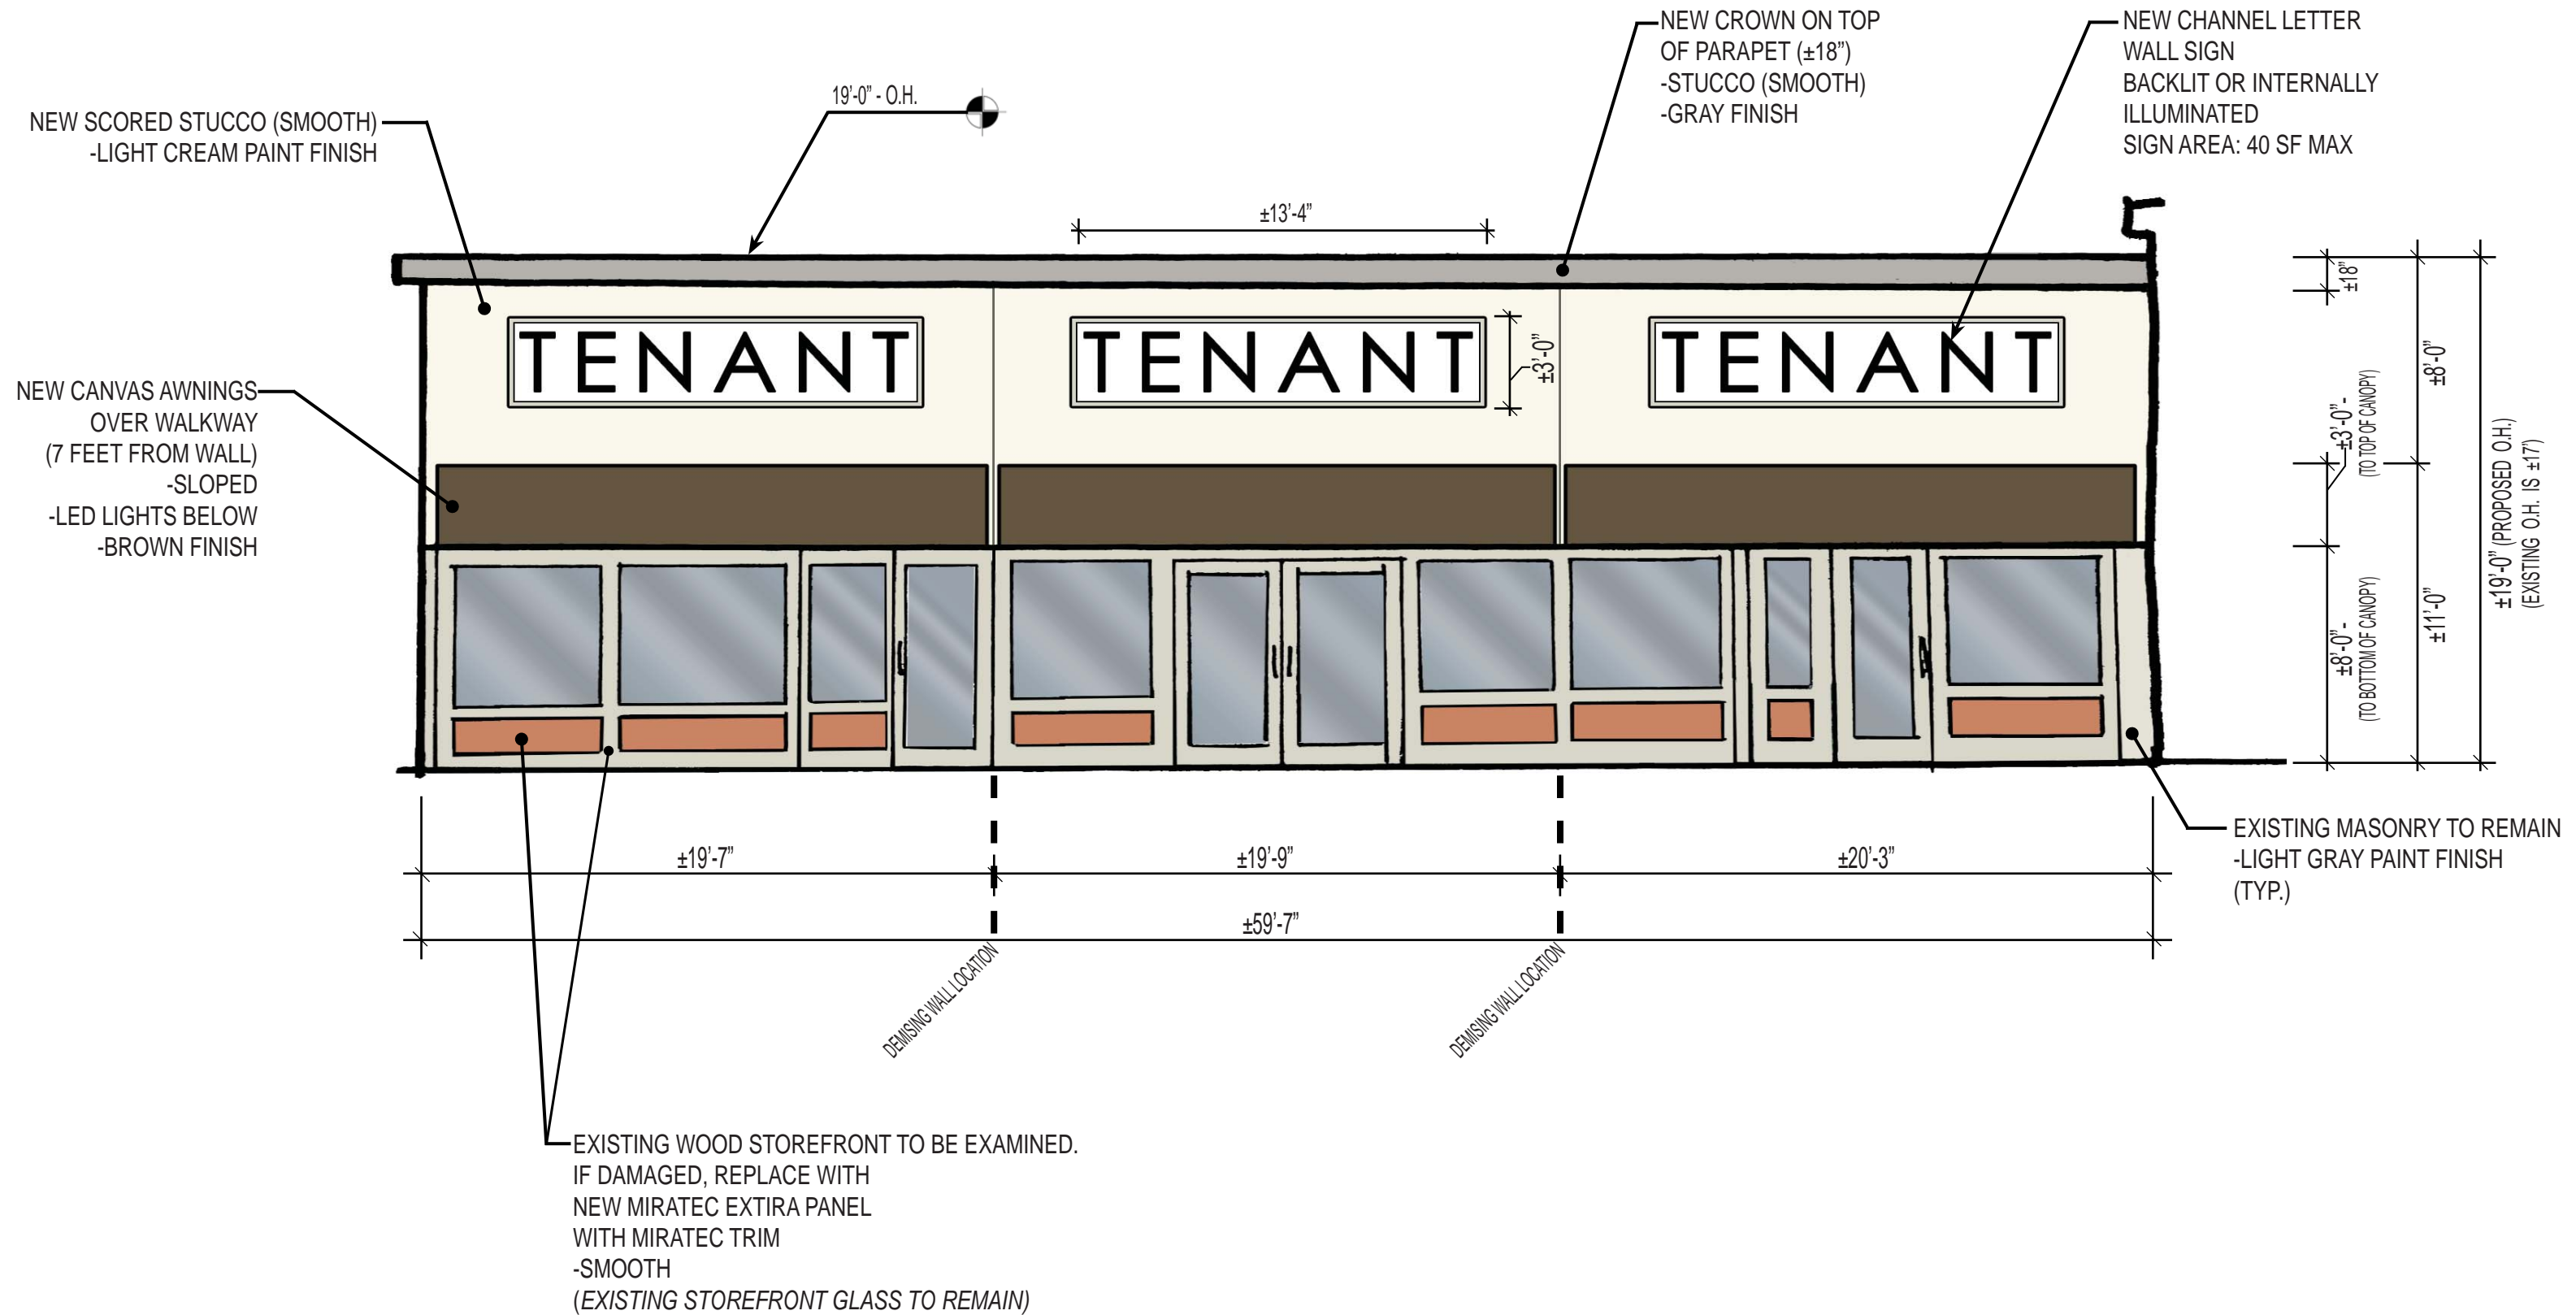 NEW CROWN ON TOP
OF PARAPET (±18”)
-STUCCO (SMOOTH)
-GRAY FINISH
NEW CHANNEL LETTER
WALL SIGN
BACKLIT OR INTERNALLY
ILLUMINATED
SIGN AREA: 40 SF MAX
19’-0” - O.H.
NEW SCORED STUCCO (SMOOTH)
-LIGHT CREAM PAINT FINISH
±13’-4”
TENANT
TENANT
TENANT
±3’-0”
NEW CANVAS AWNINGS
OVER WALKWAY
(7 FEET FROM WALL)
-SLOPED
-LED LIGHTS BELOW
-BROWN FINISH
±18”
±8’-0”
±3’-0”-
(TO TOP OF CANOPY)
±19’-0” (PROPOSED O.H.)
(EXISTING O.H. IS ±17’)
±8’-0”-
(TO BOTTOM OF CANOPY)
±11’-0”
EXISTING MASONRY TO REMAIN
-LIGHT GRAY PAINT FINISH
(TYP.)
±19’-7”
±19’-9”
±20’-3”
±59’-7”
DEMISING WALL LOCATION
DEMISING WALL LOCATION
EXISTING WOOD STOREFRONT TO BE EXAMINED.
IF DAMAGED, REPLACE WITH
NEW MIRATEC EXTIRA PANEL
WITH MIRATEC TRIM
-SMOOTH
(EXISTING STOREFRONT GLASS TO REMAIN)